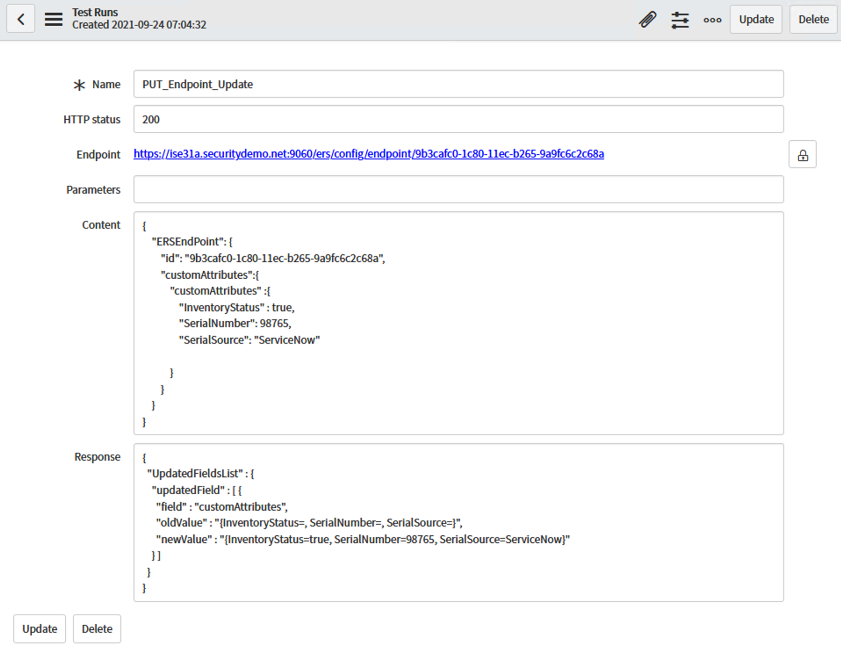 Test Runs
Created 2021-09-24 07:04:32
Update
Delete
Name
PUT_Endpoint_Update
HTTP status
200
Endpoint
https://ise31a.securitydemo.net:9060/ers/config/endpoint/9b3cafc0-1c80-11ec-b265-9a9fc6c2c68a
Parameters
Content
{
"ERSEndPoint": {
"id": "9b3cafc0-1c80-11ec-b265-9a9fc6c2c68a",
"customAttributes":{
"customAttributes" :{
"InventoryStatus" : true,
"SerialNumber": 98765,
"SerialSource": "ServiceNow"
}
}
}
}
Response
{
"UpdatedFieldsList" : {
"updatedField" : [ {
"field" : "customAttributes",
"oldValue" : "{InventoryStatus=, SerialNumber=, SerialSource=}",
"newValue" : "{InventoryStatus=true, SerialNumber=98765, SerialSource=ServiceNow}"
} ]
}
}
Update
Delete